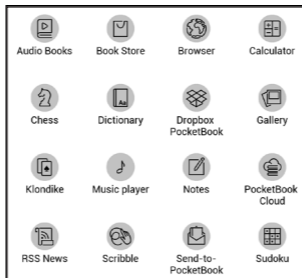 Audio Books Book Store Browser Calculator
Chess Dictionary Dropbox Gallery
PocketBook
Klondike Music player Notes PocketBook
Cloud
RSS News Scribble Send-to- Sudoku
PocketBook